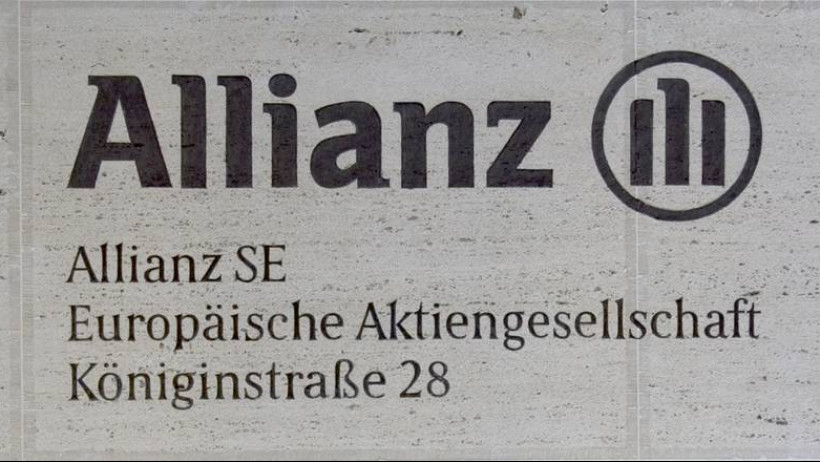 Allianz
Allianz SE
Europäische Aktiengesellschaft
Königinstraße 28